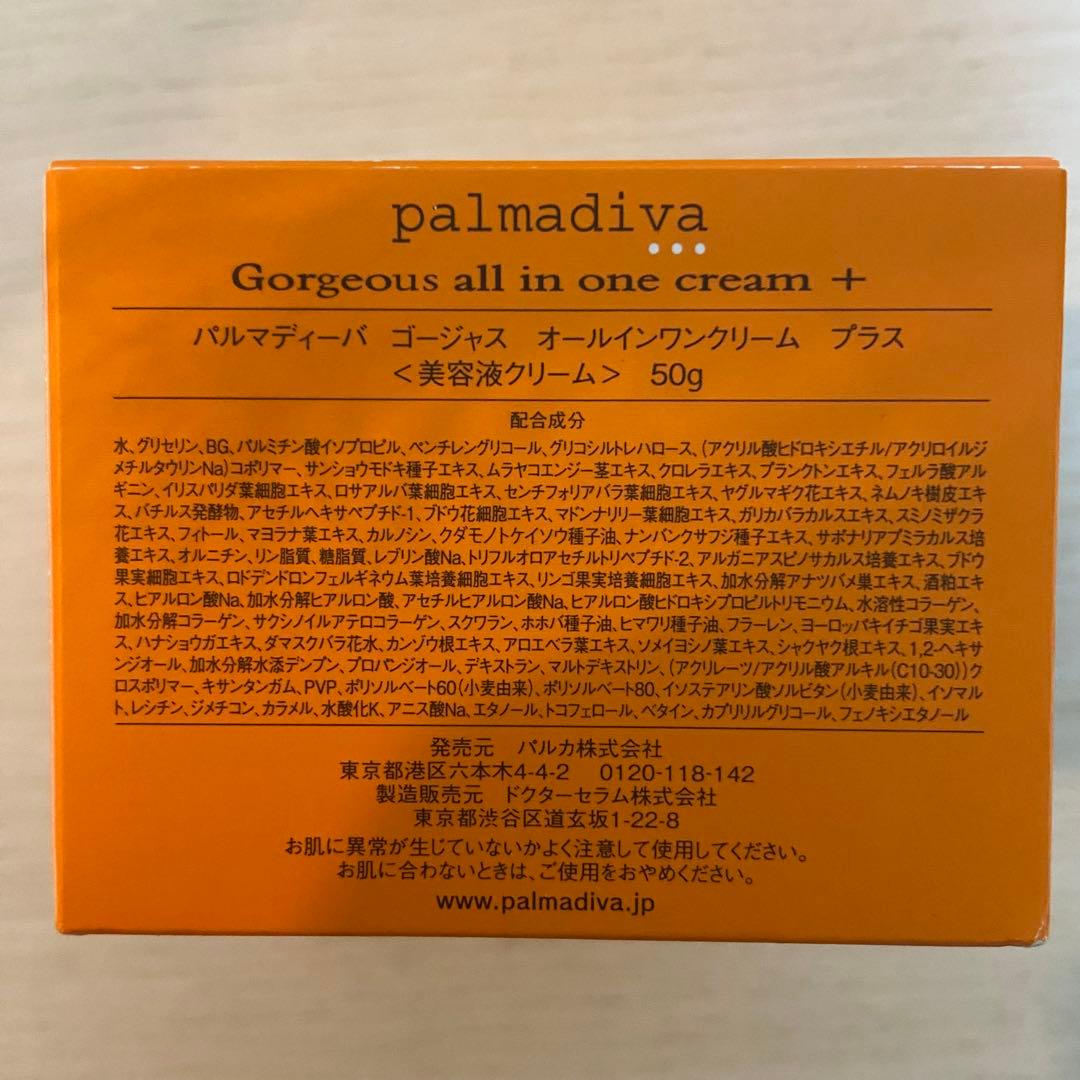 palmadiva
Gorgeous all in one cream +
パルマディーバ ゴージャス オールインワンクリーム プラス
＜美容液クリーム＞ 50g
配合成分
水、グリセリン、BG、パルミチン酸イソプロピル、ペンチレングリコール、グリコシルトレハロース、(アクリル酸ヒドロキシエチル/アクリロイルジ
メチルタウリンNa)コポリマー、サンショウモドキ種子エキス、ムラヤコエンジー茎エキス、クロレラエキス、プランクトンエキス、フェルラ酸アル
ギニン、イリスパリダ葉細胞エキス、ロサアルバ葉細胞エキス、センチフォリアバラ葉細胞エキス、ヤグルマギク花エキス、ネムノキ樹皮エキ
ス、バチルス発酵物、アセチルヘキサペプチド-1、ブドウ花細胞エキス、マドンナリリー葉細胞エキス、ガリカバラカルスエキス、スミノミザクラ
花エキス、フィトール、マヨラナ葉エキス、カルノシン、クダモノトケイソウ種子油、ナンバンクサフジ種子エキス、サポナリアプミラカルス培
養エキス、オルニチン、リン脂質、糖脂質、レブリン酸Na、トリフルオロアセチルトリペプチド-2、アルガニアスピノサカルス培養エキス、ブドウ
果実細胞エキス、ロドデンドロンフェルギネウム葉培養細胞エキス、リンゴ果実培養細胞エキス、加水分解アナツバメ巣エキス、酒粕エキ
ス、ヒアルロン酸Na、加水分解ヒアルロン酸、アセチルヒアルロン酸Na、ヒアルロン酸ヒドロキシプロピルトリモニウム、水溶性コラーゲン、
加水分解コラーゲン、サクシノイルアテロコラーゲン、スクワラン、ホホバ種子油、ヒマワリ種子油、フラーレン、ヨーロッパキイチゴ果実エキ
ス、ハナショウガエキス、ダマスクバラ花水、カンゾウ根エキス、アロエベラ葉エキス、ソメイヨシノ葉エキス、シャクヤク根エキス、1,2-ヘキサ
ンジオール、加水分解水添デンプン、プロパンジオール、デキストラン、マルトデキストリン、(アクリレーツ/アクリル酸アルキル(C10-30))ク
ロスポリマー、キサンタンガム、PVP、ポリソルベート60(小麦由来)、ポリソルベート80、イソステアリン酸ソルビタン(小麦由来)、イソマル
ト、レシチン、ジメチコン、カラメル、水酸化K、アニス酸Na、エタノール、トコフェロール、ベタイン、カプリリルグリコール、フェノキシエタノール
発売元 パルカ株式会社
東京都港区六本木4-4-2 0120-118-142
製造販売元 ドクターセラム株式会社
東京都渋谷区道玄坂1-22-8
お肌に異常が生じていないかよく注意して使用してください。
お肌に合わないときは、ご使用をおやめください。
www.palmadiva.jp